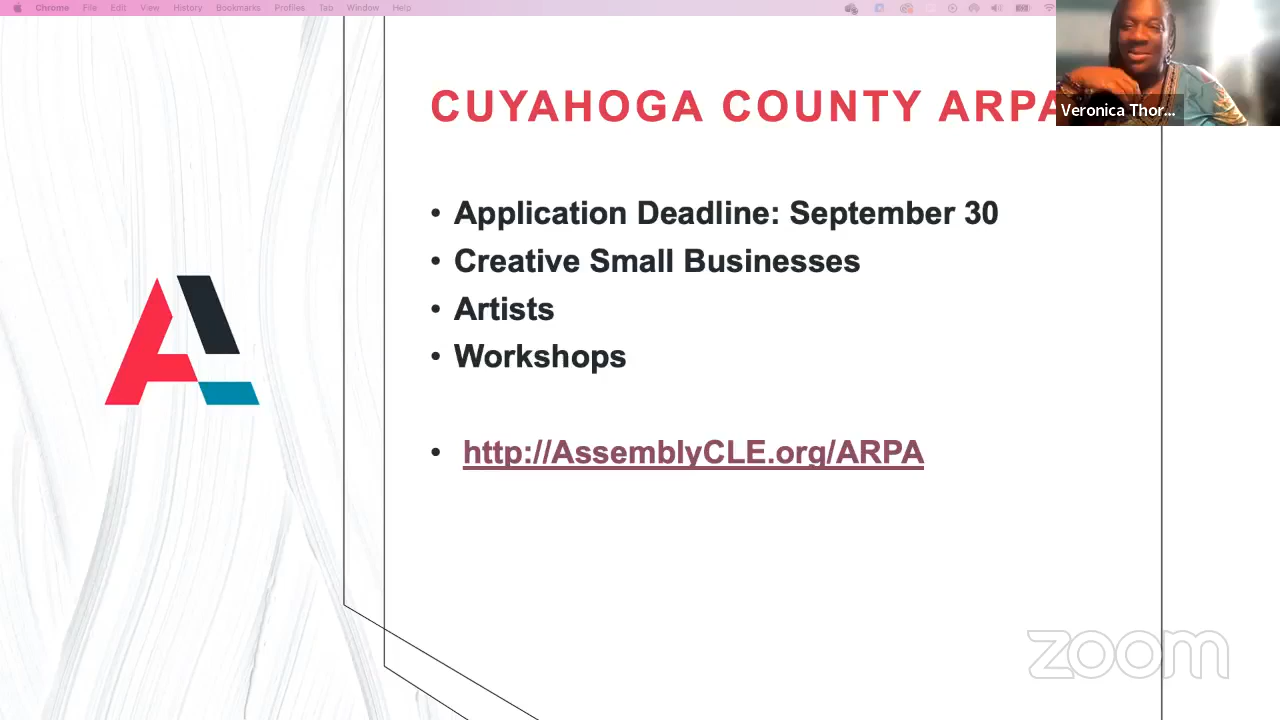 Chrome File Edit View History Bookmarks Profiles Tab Window Help
CUYAHOGA COUNTY ARPA
Veronica Thor...
• Application Deadline: September 30
• Creative Small Businesses
• Artists
• Workshops
• http://AssemblyCLE.org/ARPA
zoom